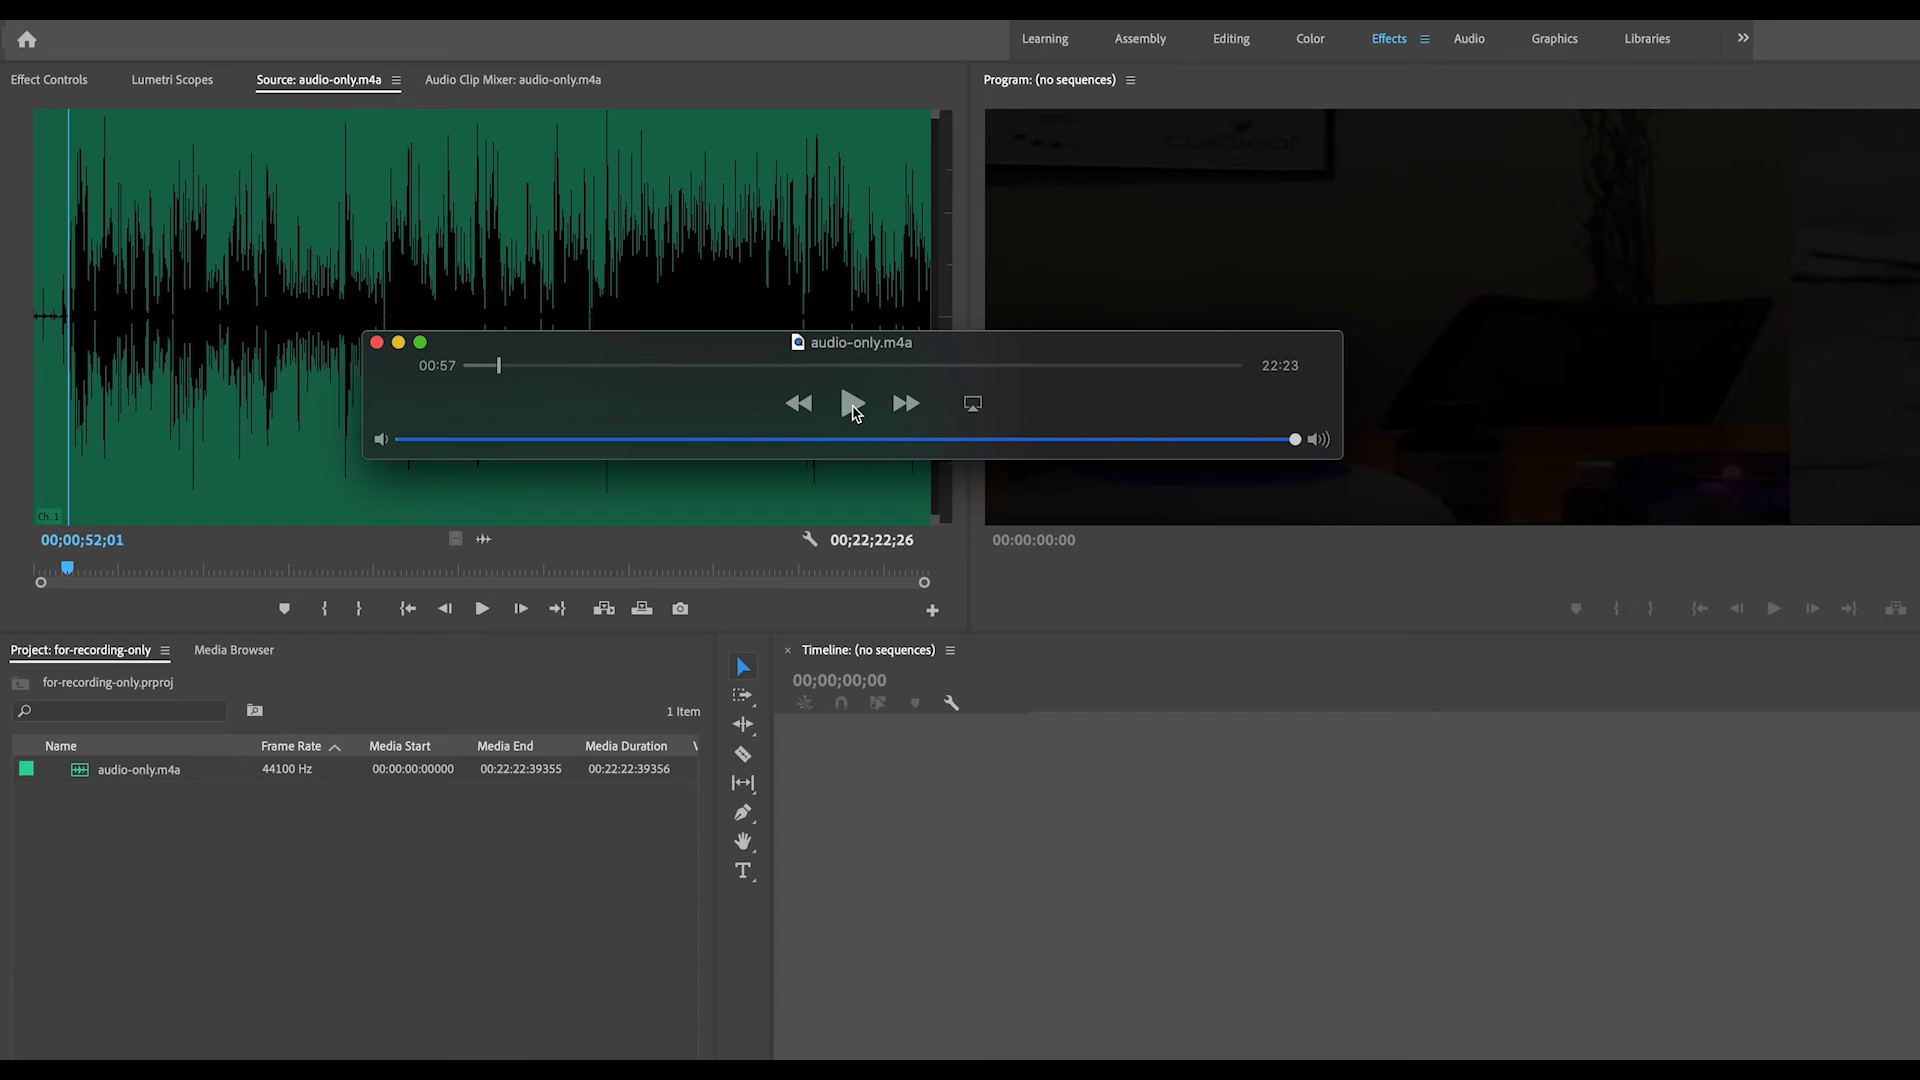 Learning Assembly Editing Color Effects Audio Graphics Libraries
Effect Controls Lumetri Scopes Source: audio-only.m4a Audio Clip Mixer: audio-only.m4a Program: (no sequences)
audio-only.m4a
00:57 22:23
Ch. 1
00;00;52;01 00;22;22;26 00:00:00:00
Project: for-recording-only Media Browser Timeline: (no sequences)
for-recording-only.prproj 00;00;00;00
1 Item
Name Frame Rate Media Start Media End Media Duration
audio-only.m4a 44100 Hz 00:00:00:00000 00:22:22:39355 00:22:22:39356